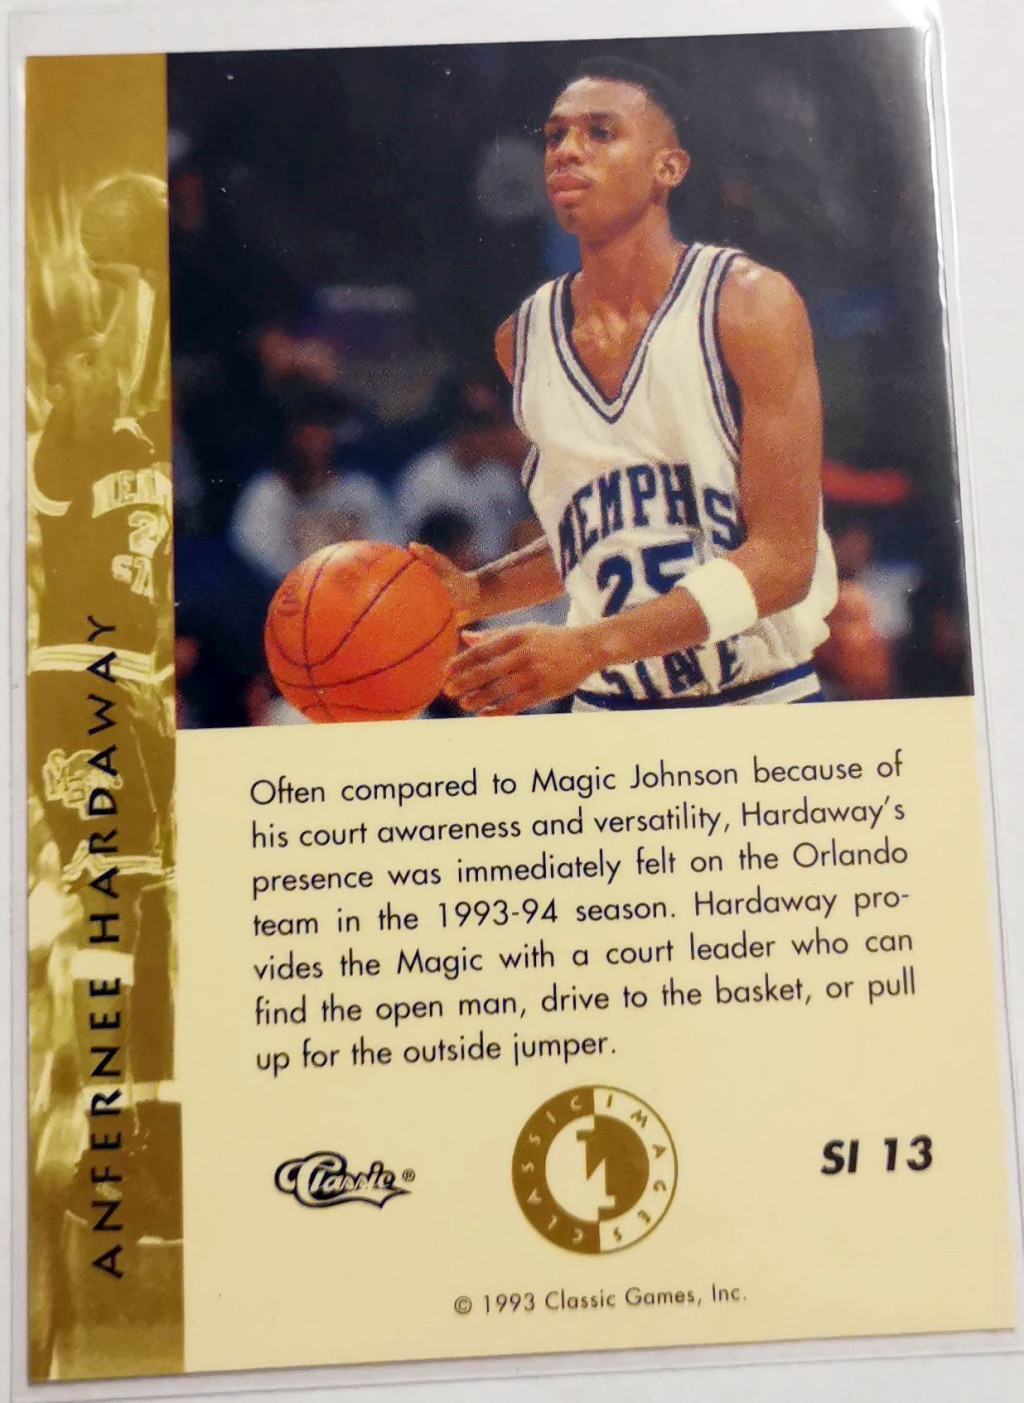 MEMPHIS
25
STATE
ANFERNEE HARDAWAY
Often compared to Magic Johnson because of
his court awareness and versatility, Hardaway's
presence was immediately felt on the Orlando
team in the 1993-94 season. Hardaway pro-
vides the Magic with a court leader who can
find the open man, drive to the basket, or pull
up for the outside jumper.
Classic®
CLASSIC IMAGES
SI 13
© 1993 Classic Games, Inc.